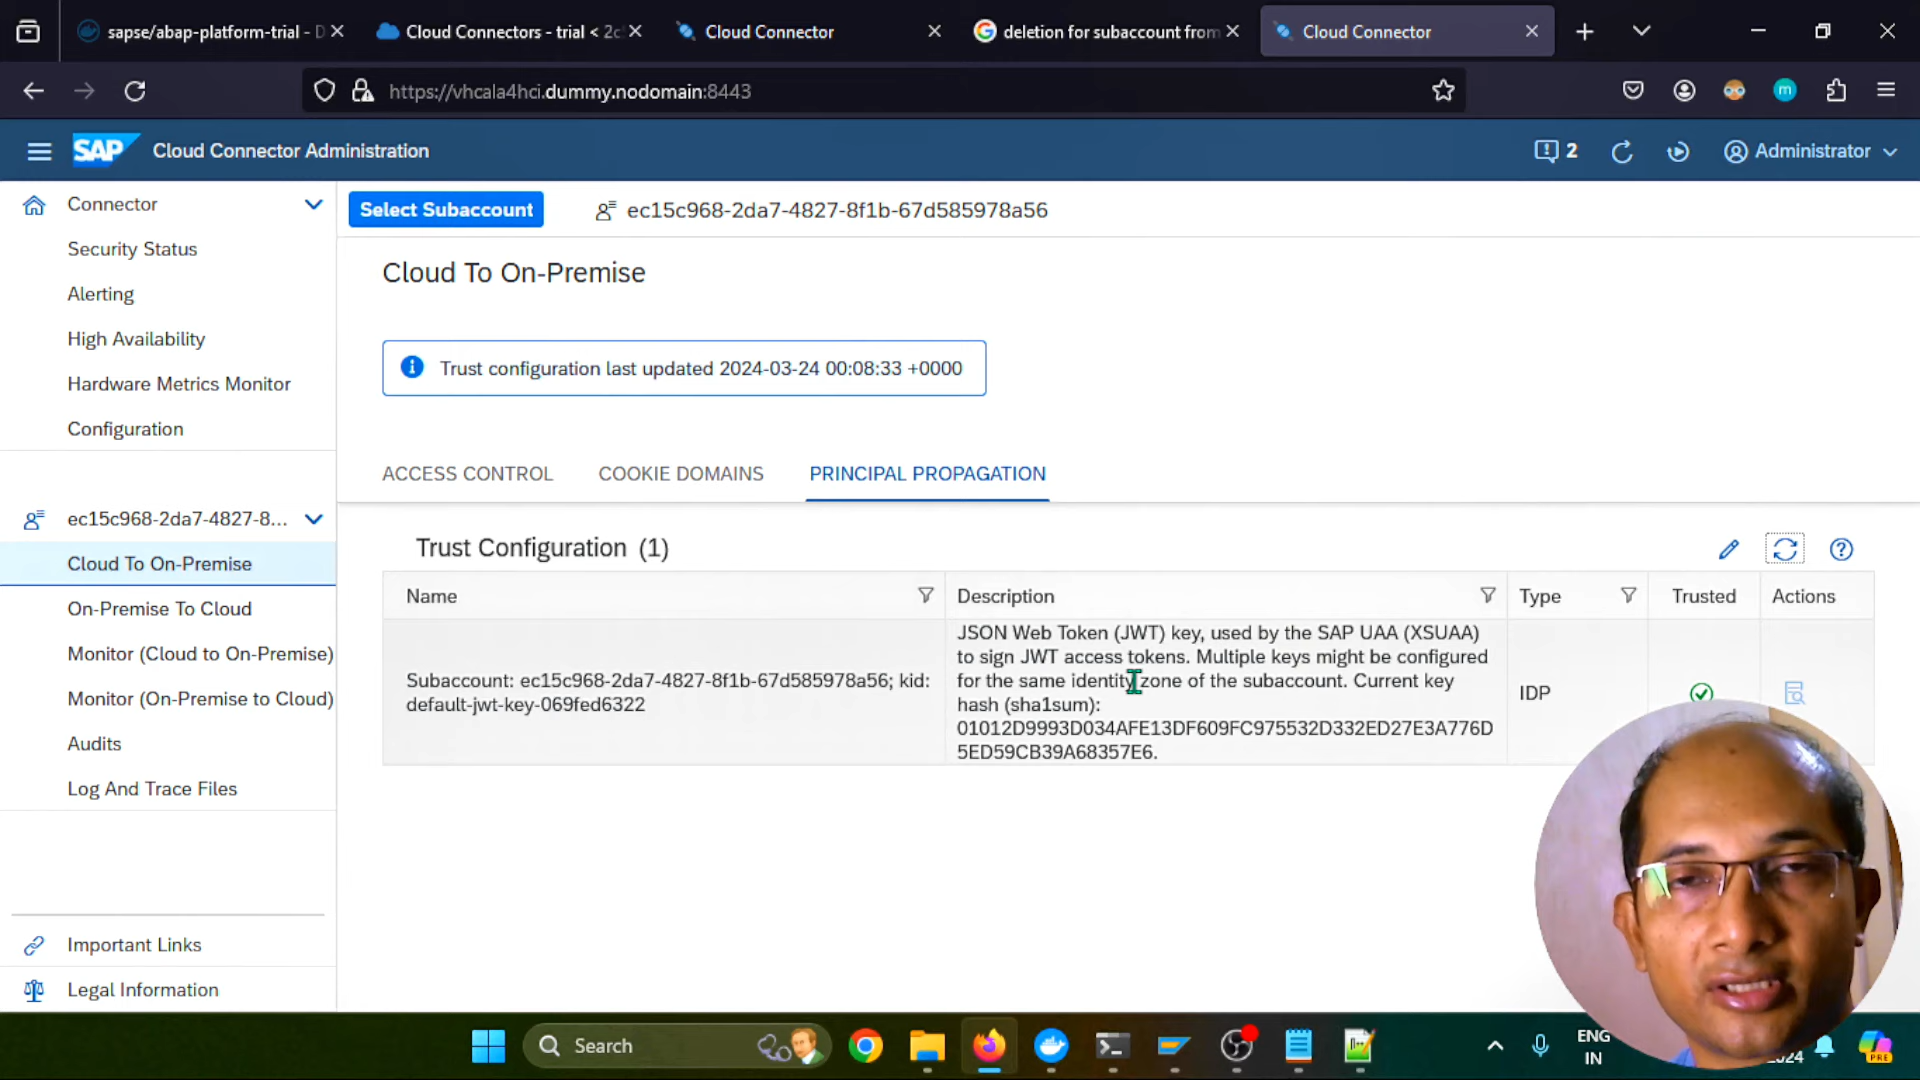 sapse/abap-platform-trial - D
Cloud Connectors - trial < 2c
Cloud Connector
deletion for subaccount from
Cloud Connector
https://vhcala4hci.dummy.nodomain:8443
m
SAP
Cloud Connector Administration
2
Administrator
Connector
Security Status
Alerting
High Availability
Hardware Metrics Monitor
Configuration
ec15c968-2da7-4827-8...
Cloud To On-Premise
On-Premise To Cloud
Monitor (Cloud to On-Premise)
Monitor (On-Premise to Cloud)
Audits
Log And Trace Files
Important Links
Legal Information
Select Subaccount
ec15c968-2da7-4827-8f1b-67d585978a56
Cloud To On-Premise
Trust configuration last updated 2024-03-24 00:08:33 +0000
ACCESS CONTROL
COOKIE DOMAINS
PRINCIPAL PROPAGATION
Trust Configuration (1)
Name
Description
Type
Trusted
Actions
Subaccount: ec15c968-2da7-4827-8f1b-67d585978a56; kid:
default-jwt-key-069fed6322
JSON Web Token (JWT) key, used by the SAP UAA (XSUAA)
to sign JWT access tokens. Multiple keys might be configured
for the same identity zone of the subaccount. Current key
hash (sha1sum):
01012D9993D034AFE13DF609FC975532D332ED27E3A776D
5ED59CB39A68357E6.
IDP
Search
ENG
IN
2024
PRE